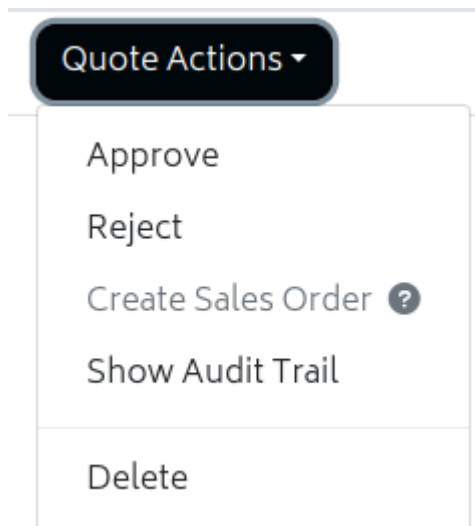 Quote Actions
Approve
Reject
Create Sales Order ?
Show Audit Trail
Delete